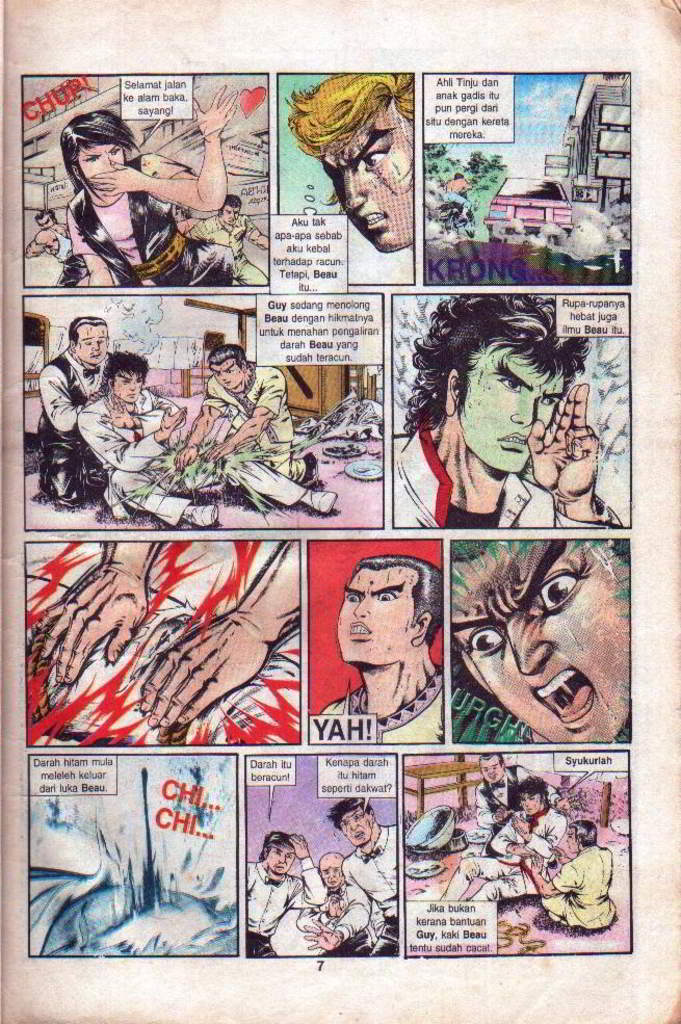 CHUP!
Selamat jalan
ke alam baka,
sayang!
Aku tak
apa-apa sebab
aku kebal
Tetapi, Beau
itu...
Ahli Tinju dan
anak gadis itu
pun pergi dari
situ dengan kereta
mereka.
KRONG...
Guy sedang menolong
Beau dengan hikmatnya
untuk menahan pengaliran
darah Beau yang
sudah teracun.
Rupa-rupanya
hebat juga
ilmu Beau itu.
YAH!
URGH
Darah hitam mula
meleleh keluar
dari luka Beau.
CHI...
CHI...
Darah itu
beracun!
Kenapa darah
itu hitam
seperti dakwat?
Syukurlah
Jika bukan
kerana bantuan
Guy, kaki Beau
tentu sudah cacat.
7